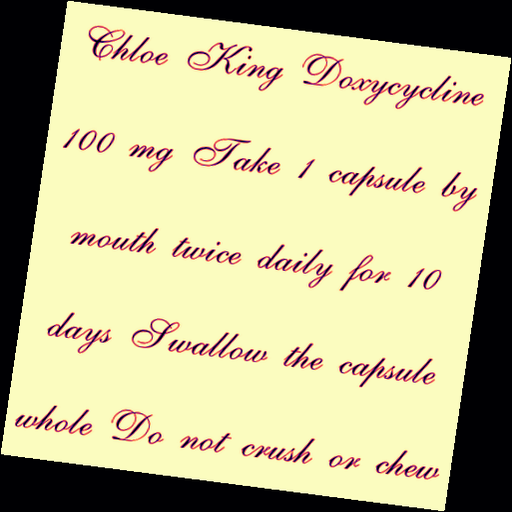 Chloe King Doxycycline
100 mg Take 1 capsule by
mouth twice daily for 10
days Swallow the capsule
whole Do not crush or chew